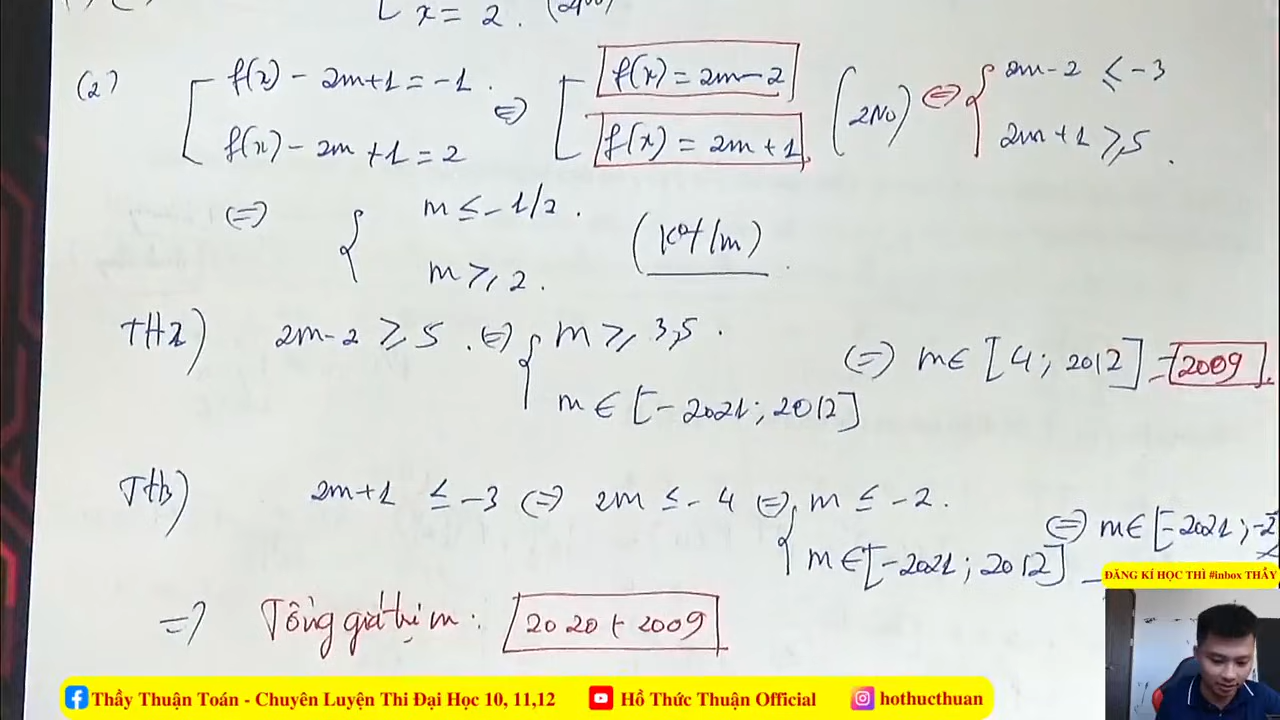 x = 2.
(2) f(x) - 2m+1 = -1. ⇔ f(x) = 2m-2 (2No) ⇔ 2m-2 ≤ -3
f(x) - 2m + 1 = 2 f(x) = 2m + 1. 2m+1 ≥ 5.
⇔ m ≤ -1/2. (K° t/m)
m ≥ 2.
TH2) 2m-2 ≥ 5. ⇔ m ≥ 3,5. ⇔ m ∈ [4; 2012] = 2009.
m ∈ [-2021; 2012]
TH3) 2m+1 ≤ -3 ⇔ 2m ≤ -4 ⇔ m ≤ -2. ⇔ m ∈ [-2021; -2
m ∈ [-2021; 2012]
⇒ Tổng giá trị m: 2020 + 2009
ĐĂNG KÍ HỌC THÌ #inbox THẦY
Thầy Thuận Toán - Chuyên Luyện Thi Đại Học 10, 11,12 Hồ Thức Thuận Official hothucthuan